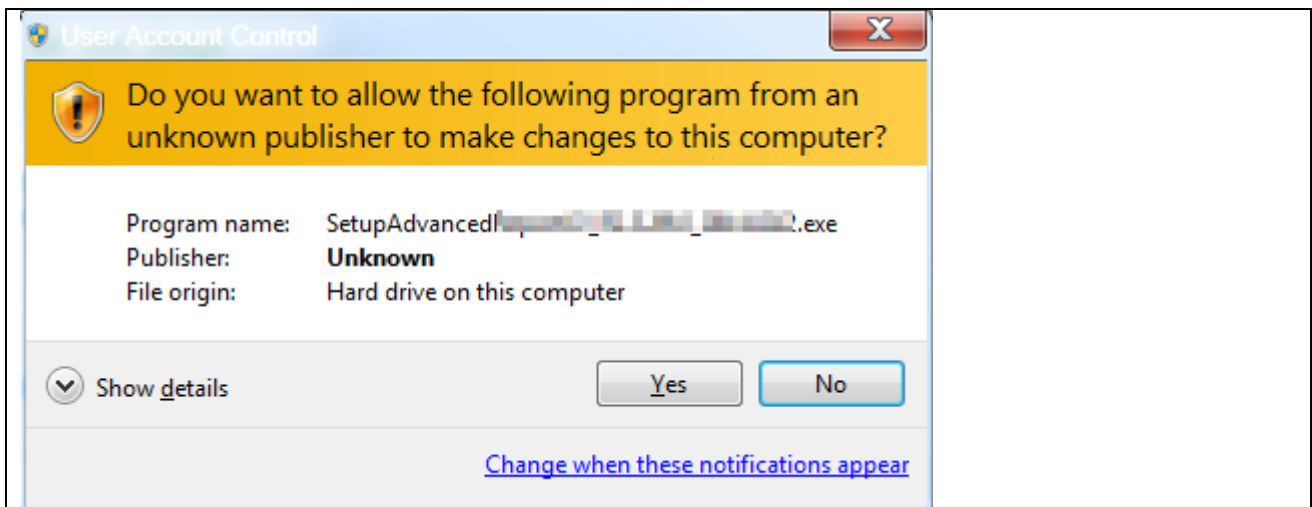 User Account Control
Do you want to allow the following program from an
unknown publisher to make changes to this computer?
Program name: SetupAdvanced .exe
Publisher: Unknown
File origin: Hard drive on this computer
Show details
Yes
No
Change when these notifications appear